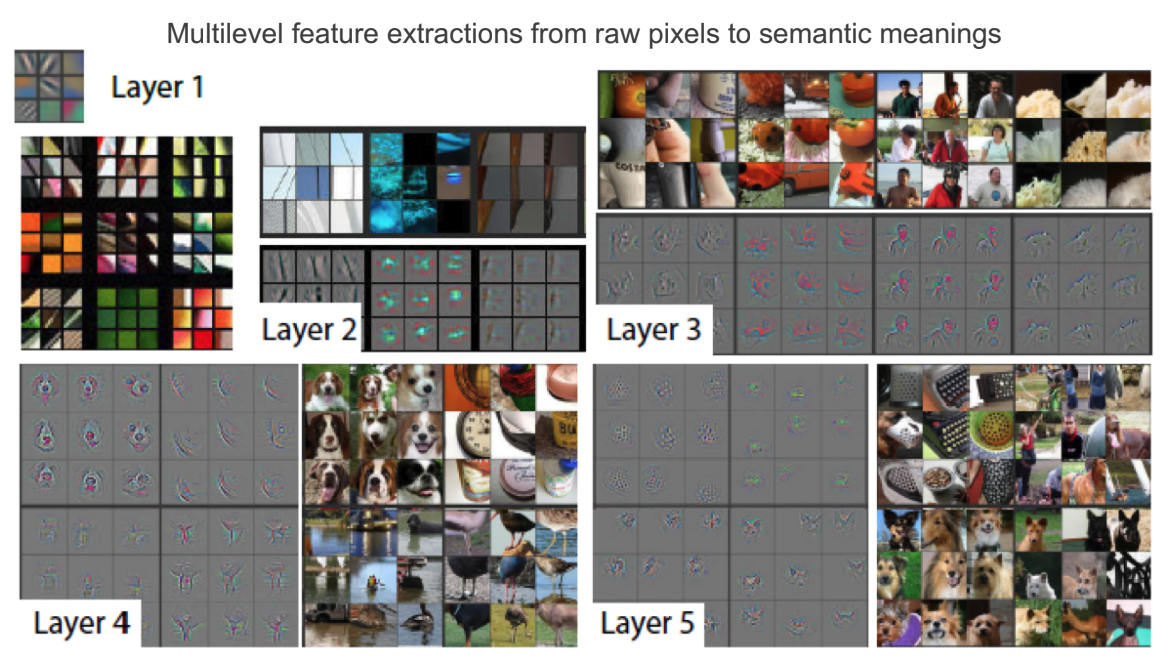 Multilevel feature extractions from raw pixels to semantic meanings
Layer 1
Layer 2
Layer 3
Layer 4
Layer 5